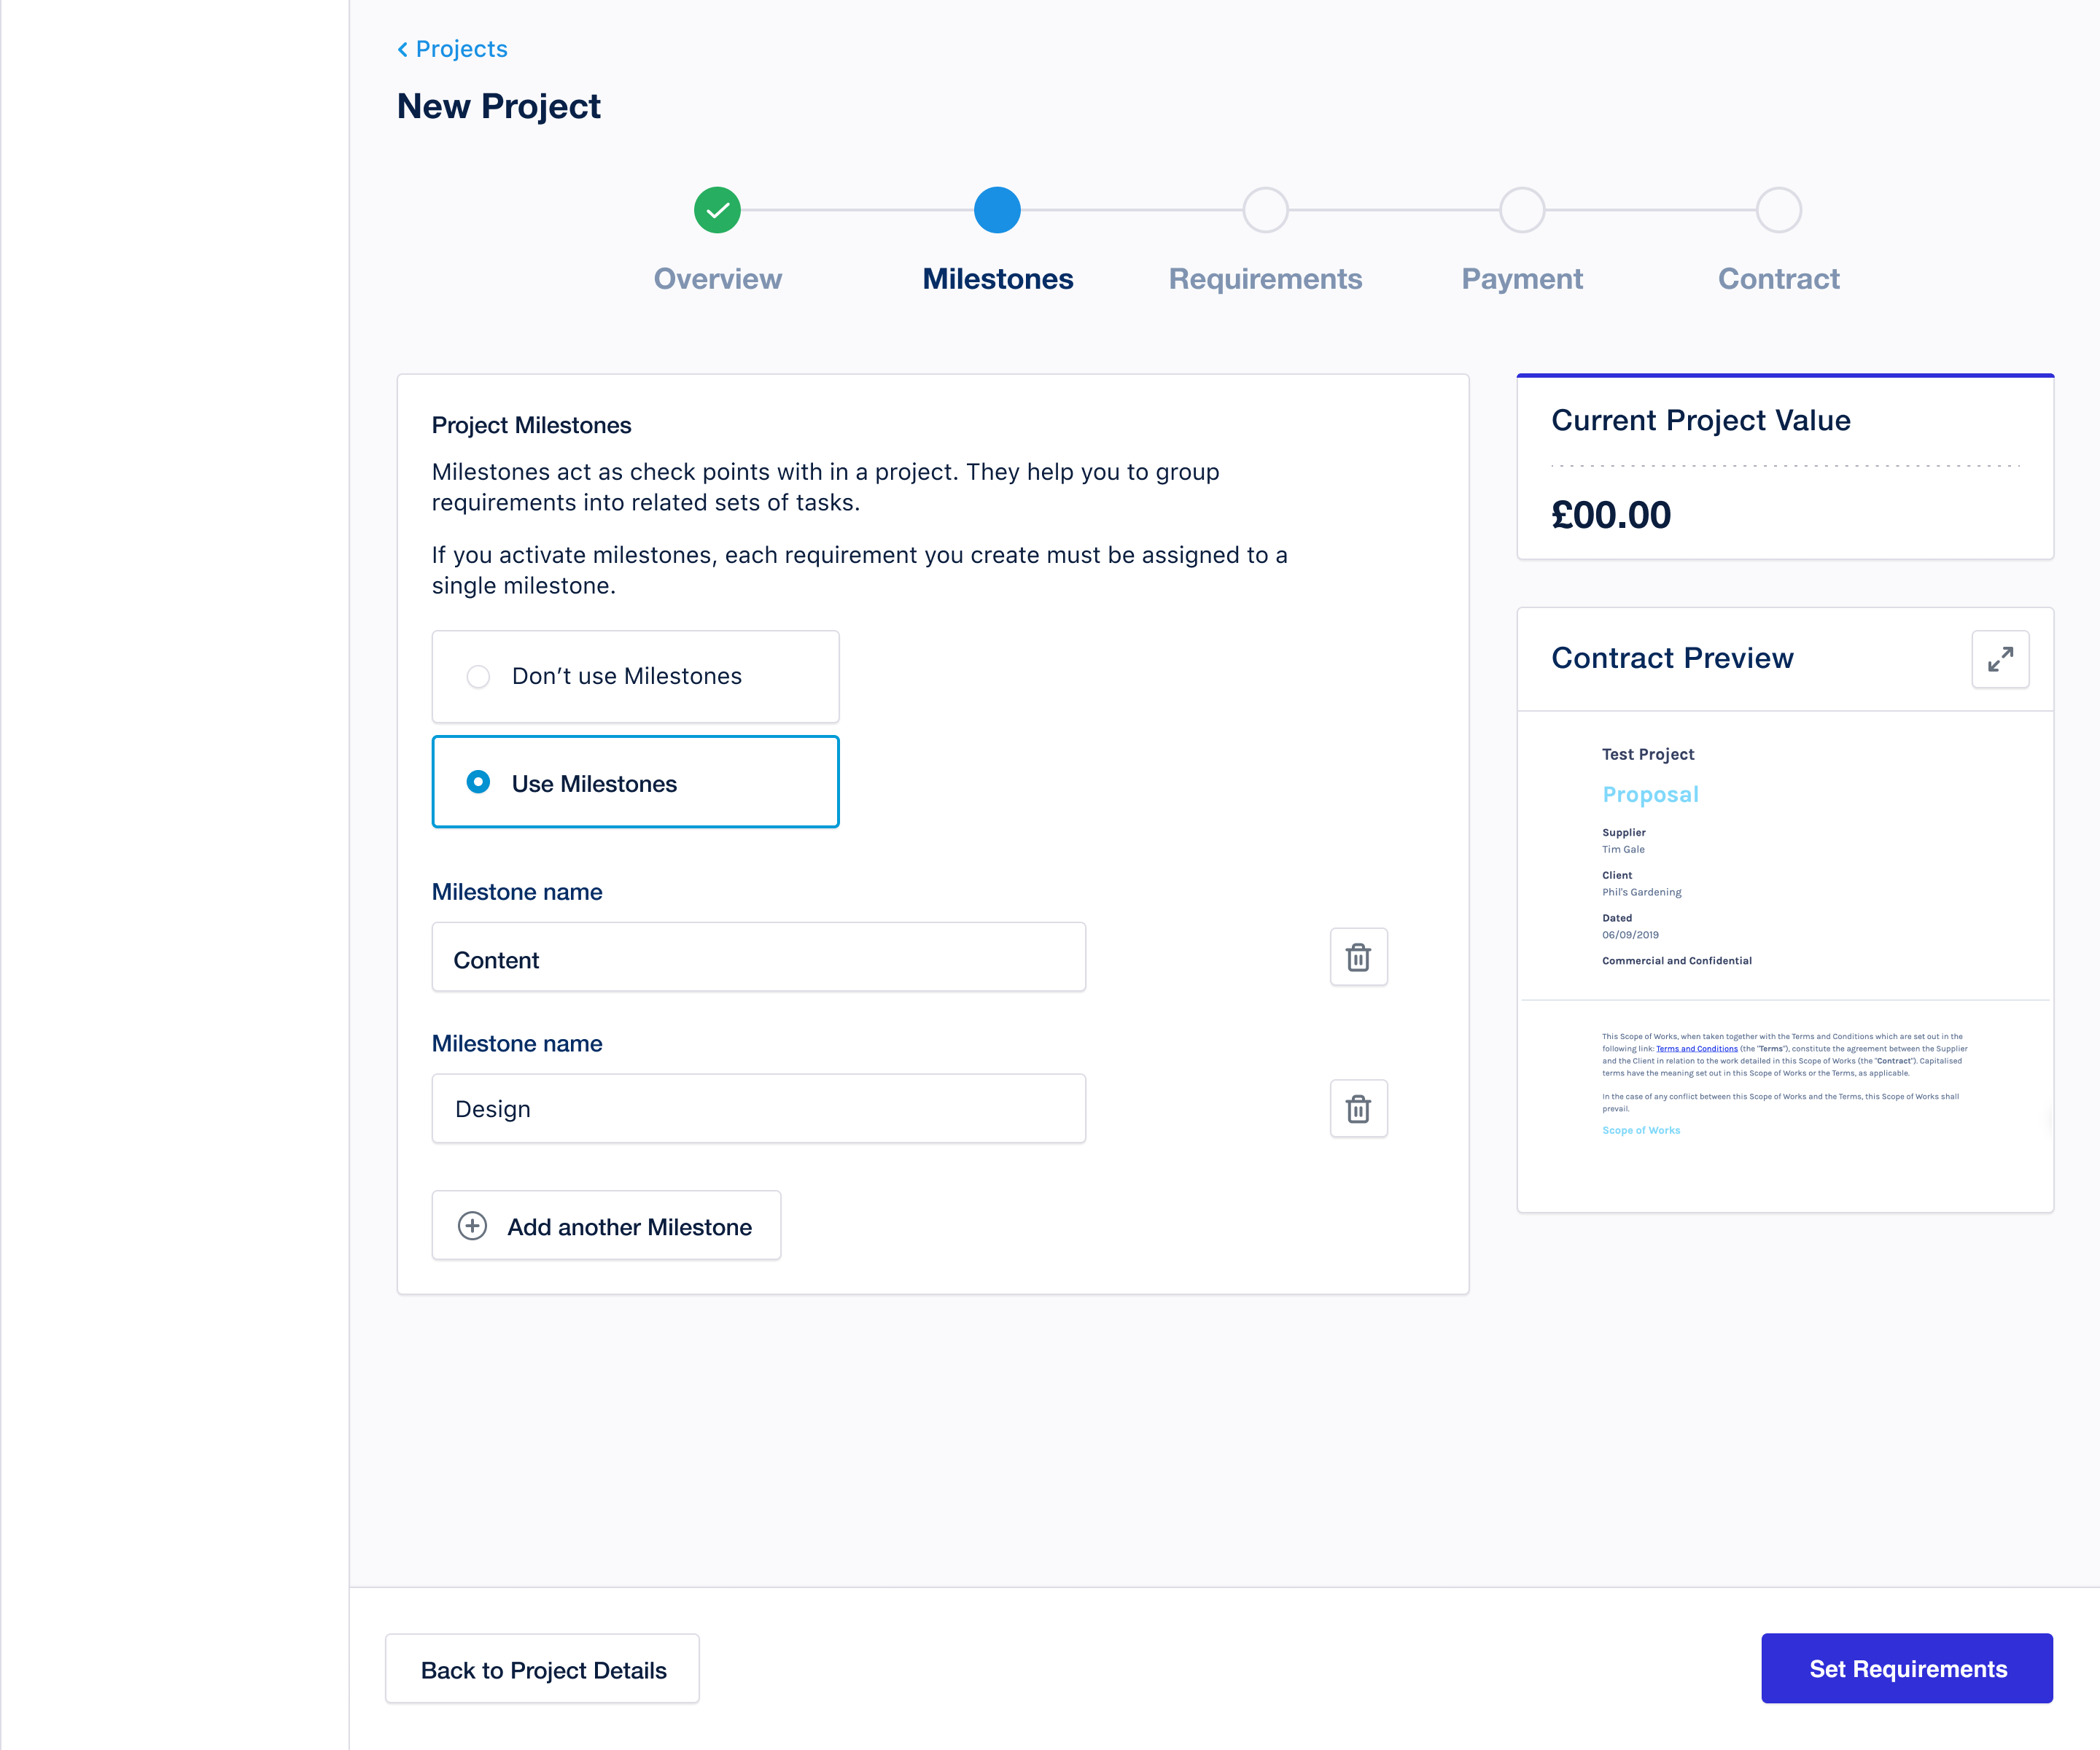 Projects
New Project
Overview
Milestones
Requirements
Payment
Contract
Project Milestones
Milestones act as check points with in a project. They help you to group
requirements into related sets of tasks.
If you activate milestones, each requirement you create must be assigned to a
single milestone.
Don’t use Milestones
Use Milestones
Milestone name
Content
Milestone name
Design
Add another Milestone
Current Project Value
£00.00
Contract Preview
Test Project
Proposal
Supplier
Tim Gale
Client
Phil's Gardening
Dated
06/09/2019
Commercial and Confidential
This Scope of Works, when taken together with the Terms and Conditions which are set out in the
following link: Terms and Conditions (the "Terms"), constitute the agreement between the Supplier
and the Client in relation to the work detailed in this Scope of Works (the "Contract"). Capitalised
terms have the meaning set out in this Scope of Works or the Terms, as applicable.
In the case of any conflict between this Scope of Works and the Terms, this Scope of Works shall
prevail.
Scope of Works
Back to Project Details
Set Requirements